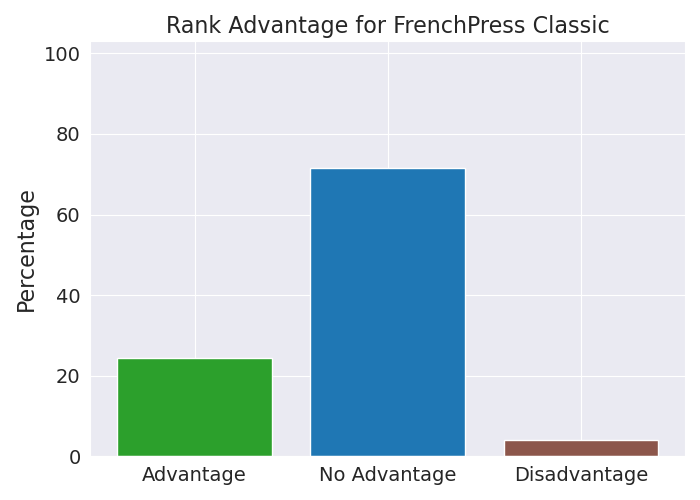 Rank Advantage for FrenchPress Classic
100
80
60
40
20
0
Percentage
Advantage
No Advantage
Disadvantage